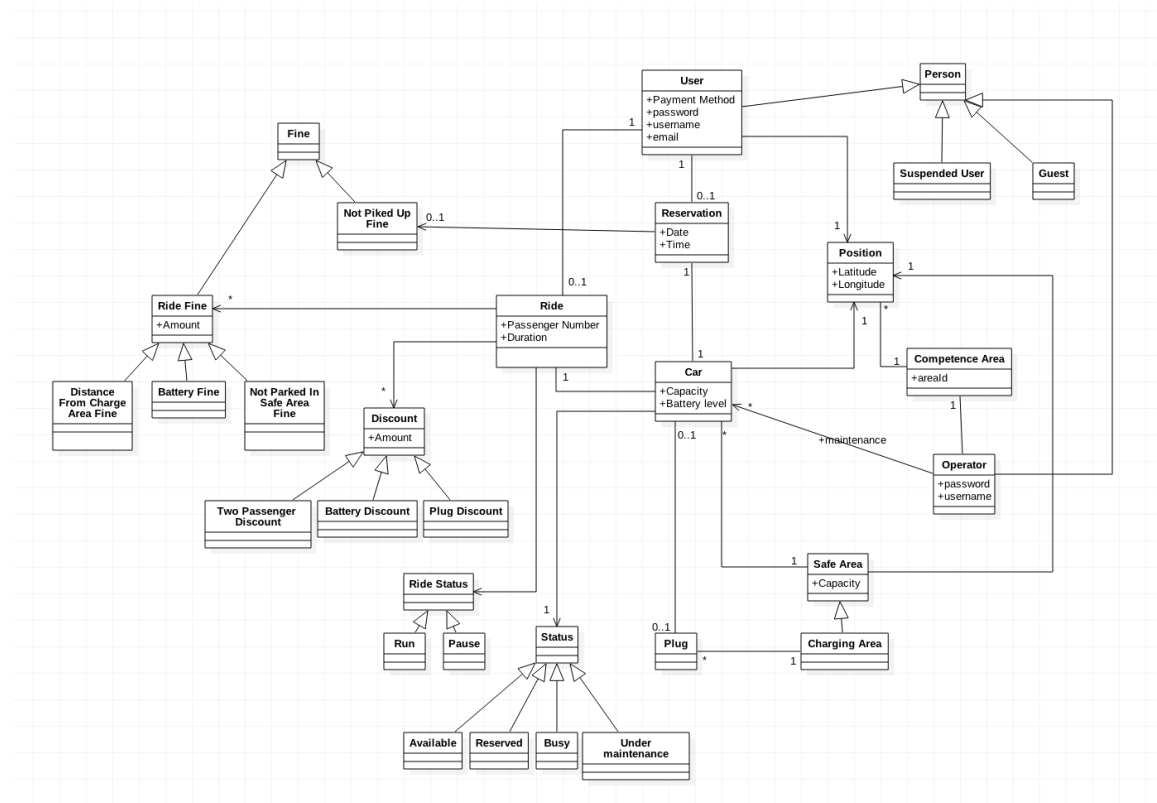 Person
User
+Payment Method
+password
+username
+email
1
1
0..1
Fine
Suspended User
Guest
Not Piked Up
Fine
0..1
Reservation
+Date
+Time
1
1
Position
+Latitude
+Longitude
1
1
*
0..1
Ride Fine
+Amount
*
Ride
+Passenger Number
+Duration
1
1
Competence Area
+areaId
1
1
Car
+Capacity
+Battery level
*
0..1
*
+maintenance
Distance
From Charge
Area Fine
Battery Fine
Not Parked In
Safe Area
Fine
*
Discount
+Amount
Operator
+password
+username
Two Passenger
Discount
Battery Discount
Plug Discount
1
Safe Area
+Capacity
Ride Status
Run
Pause
1
Status
0..1
Plug
*
1
Charging Area
Available
Reserved
Busy
Under
maintenance